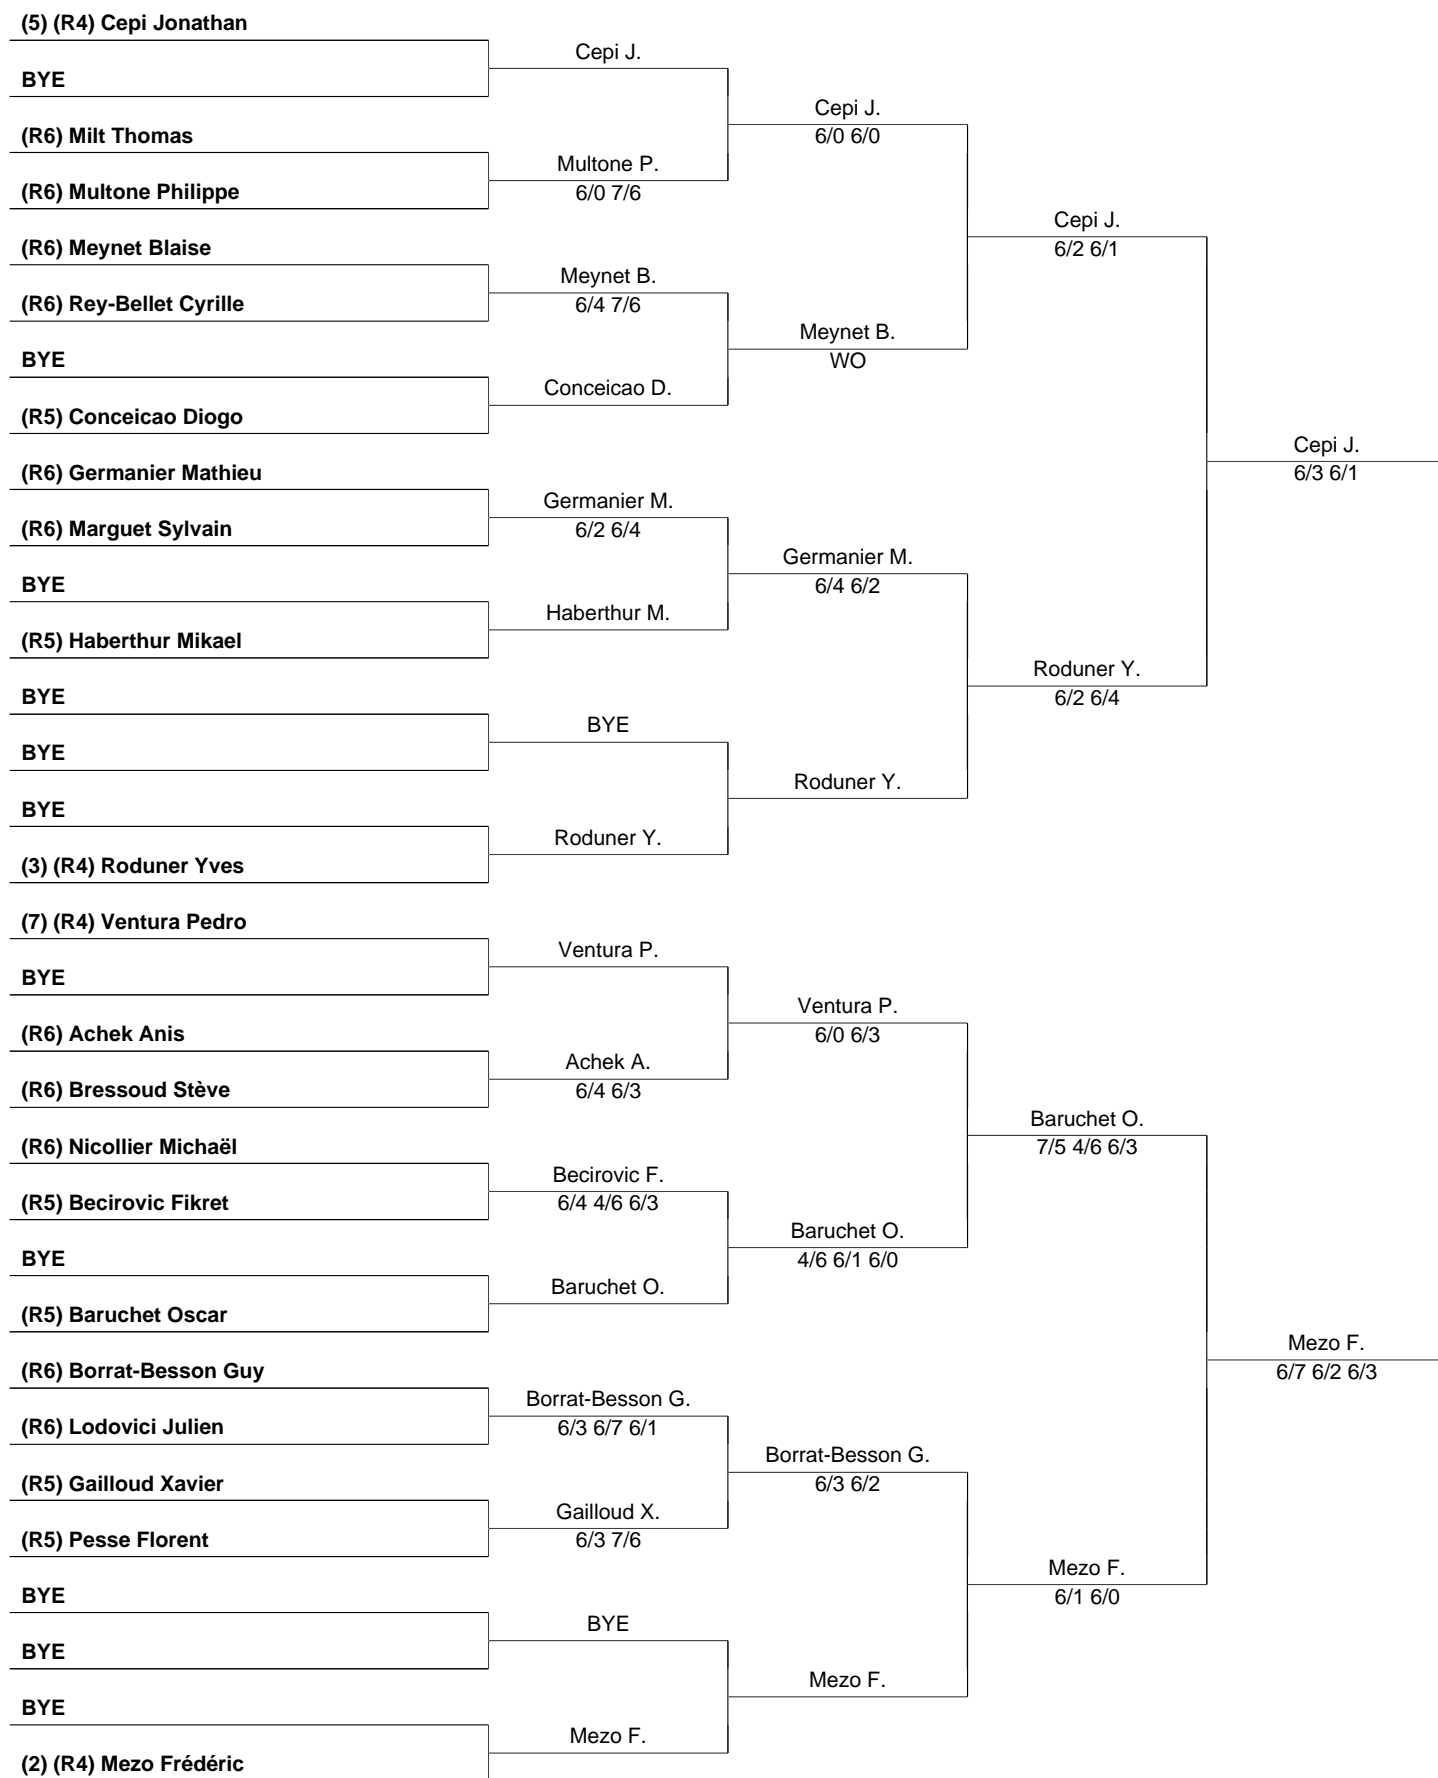 (5) (R4) Cepi Jonathan
Cepi J.
BYE
Cepi J.
6/0 6/0
(R6) Milt Thomas
Multone P.
6/0 7/6
(R6) Multone Philippe
Cepi J.
6/2 6/1
(R6) Meynet Blaise
Meynet B.
6/4 7/6
(R6) Rey-Bellet Cyrille
Meynet B.
WO
BYE
Conceicao D.
(R5) Conceicao Diogo
Cepi J.
6/3 6/1
(R6) Germanier Mathieu
Germanier M.
6/2 6/4
(R6) Marguet Sylvain
Germanier M.
6/4 6/2
BYE
Haberthur M.
(R5) Haberthur Mikael
Roduner Y.
6/2 6/4
BYE
BYE
BYE
Roduner Y.
BYE
Roduner Y.
(3) (R4) Roduner Yves
(7) (R4) Ventura Pedro
Ventura P.
BYE
Ventura P.
6/0 6/3
(R6) Achek Anis
Achek A.
6/4 6/3
(R6) Bressoud Stève
Baruchet O.
7/5 4/6 6/3
(R6) Nicollier Michaël
Becirovic F.
6/4 4/6 6/3
(R5) Becirovic Fikret
Baruchet O.
4/6 6/1 6/0
BYE
Baruchet O.
(R5) Baruchet Oscar
Mezo F.
6/7 6/2 6/3
(R6) Borrat-Besson Guy
Borrat-Besson G.
6/3 6/7 6/1
(R6) Lodovici Julien
Borrat-Besson G.
6/3 6/2
(R5) Gailloud Xavier
Gailloud X.
6/3 7/6
(R5) Pesse Florent
Mezo F.
6/1 6/0
BYE
BYE
BYE
Mezo F.
BYE
Mezo F.
(2) (R4) Mezo Frédéric